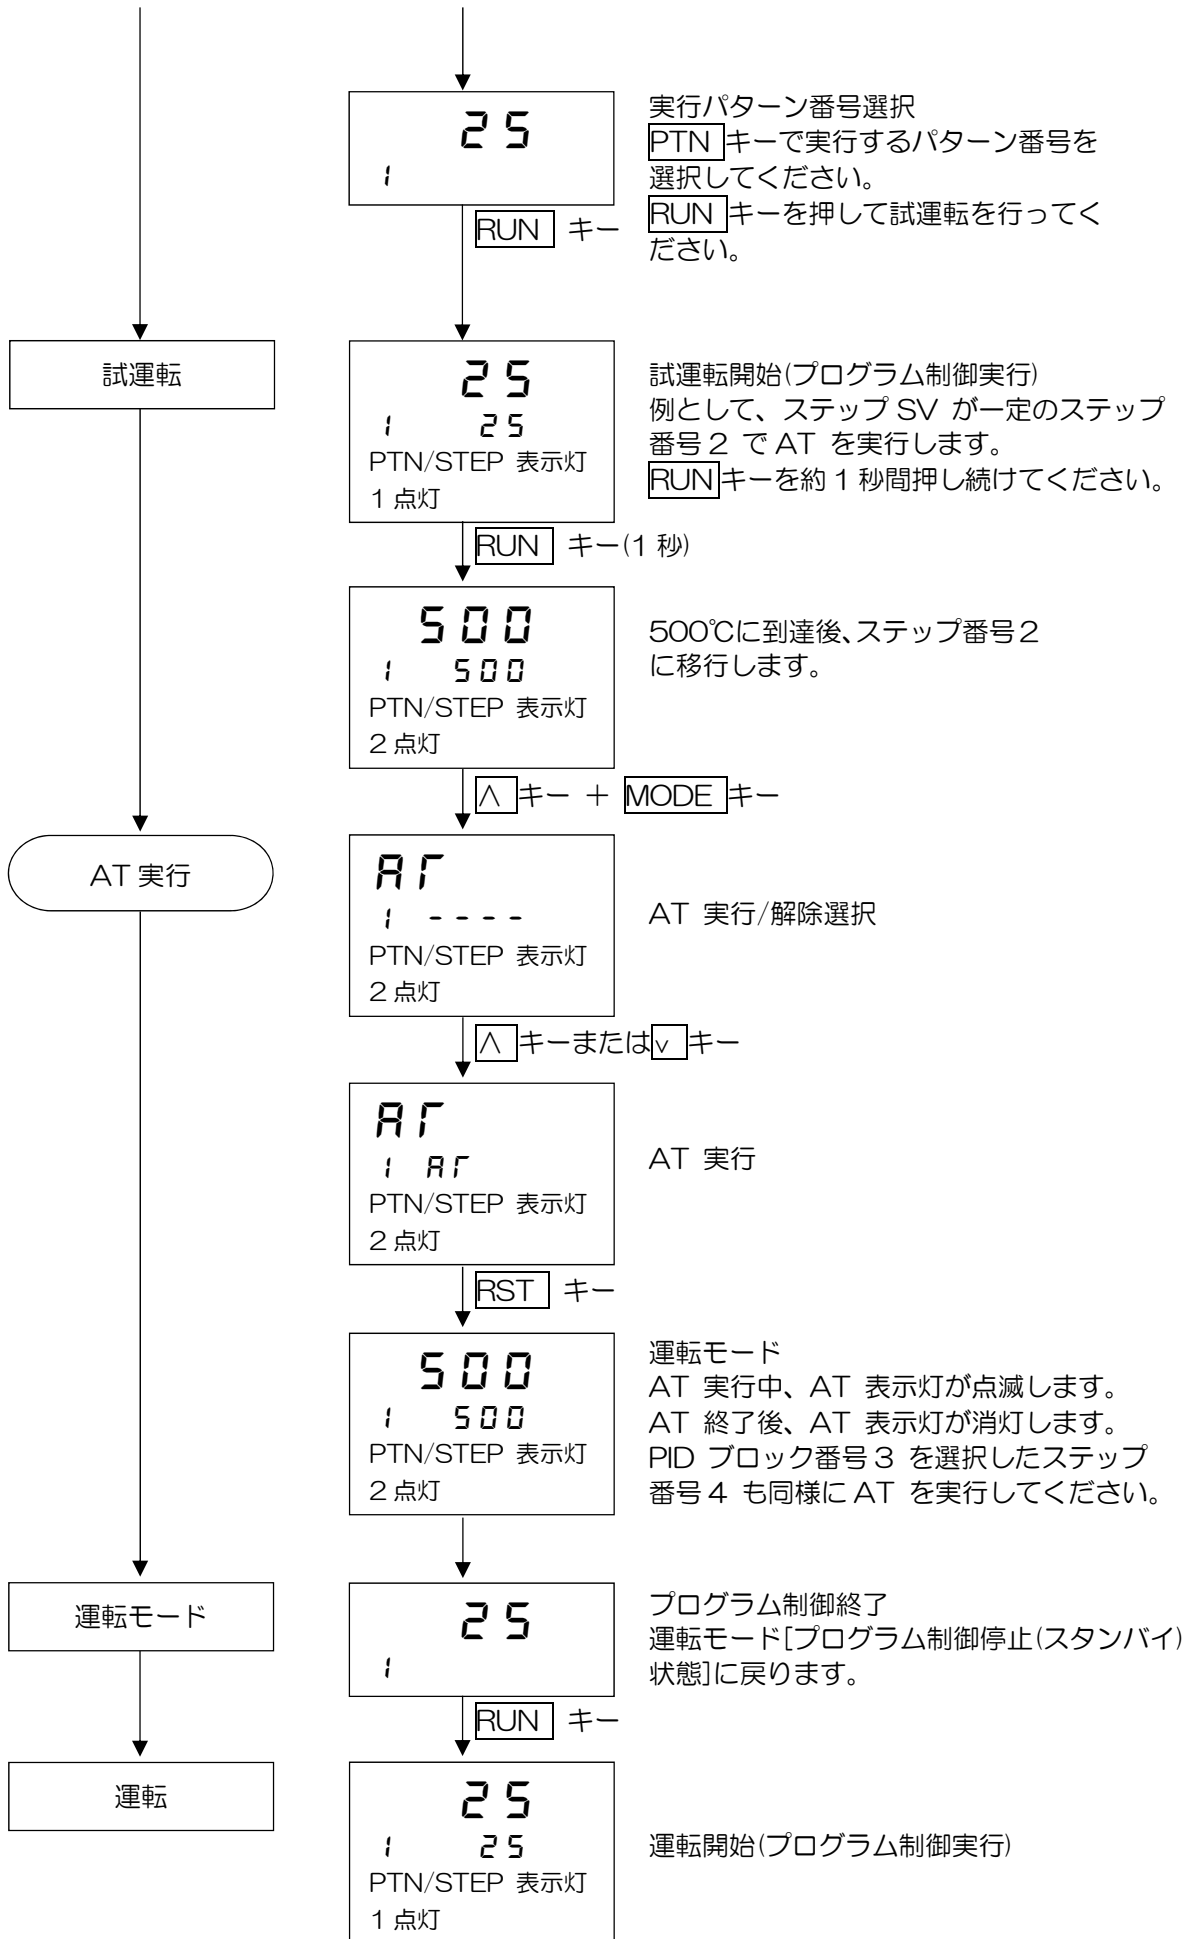 25
1
実行パターン番号選択
PTN キーで実行するパターン番号を
選択してください。
RUN キーを押して試運転を行ってく
ださい。
RUN キー
試運転
25
1 25
PTN/STEP 表示灯
1 点灯
試運転開始(プログラム制御実行)
例として、ステップ SV が一定のステップ
番号2 で AT を実行します。
RUN キーを約 1 秒間押し続けてください。
RUN キー(1 秒)
500
1 500
PTN/STEP 表示灯
2 点灯
500℃に到達後、ステップ番号2
に移行します。
∧ キー + MODE キー
AT 実行
AT
1 ----
PTN/STEP 表示灯
2 点灯
AT 実行/解除選択
∧ キーまたは ∨ キー
AT
1 AT
PTN/STEP 表示灯
2 点灯
AT 実行
RST キー
500
1 500
PTN/STEP 表示灯
2 点灯
運転モード
AT 実行中、AT 表示灯が点滅します。
AT 終了後、AT 表示灯が消灯します。
PID ブロック番号3 を選択したステップ
番号4 も同様に AT を実行してください。
運転モード
25
1
プログラム制御終了
運転モード[プログラム制御停止(スタンバイ)
状態]に戻ります。
RUN キー
運転
25
1 25
PTN/STEP 表示灯
1 点灯
運転開始(プログラム制御実行)